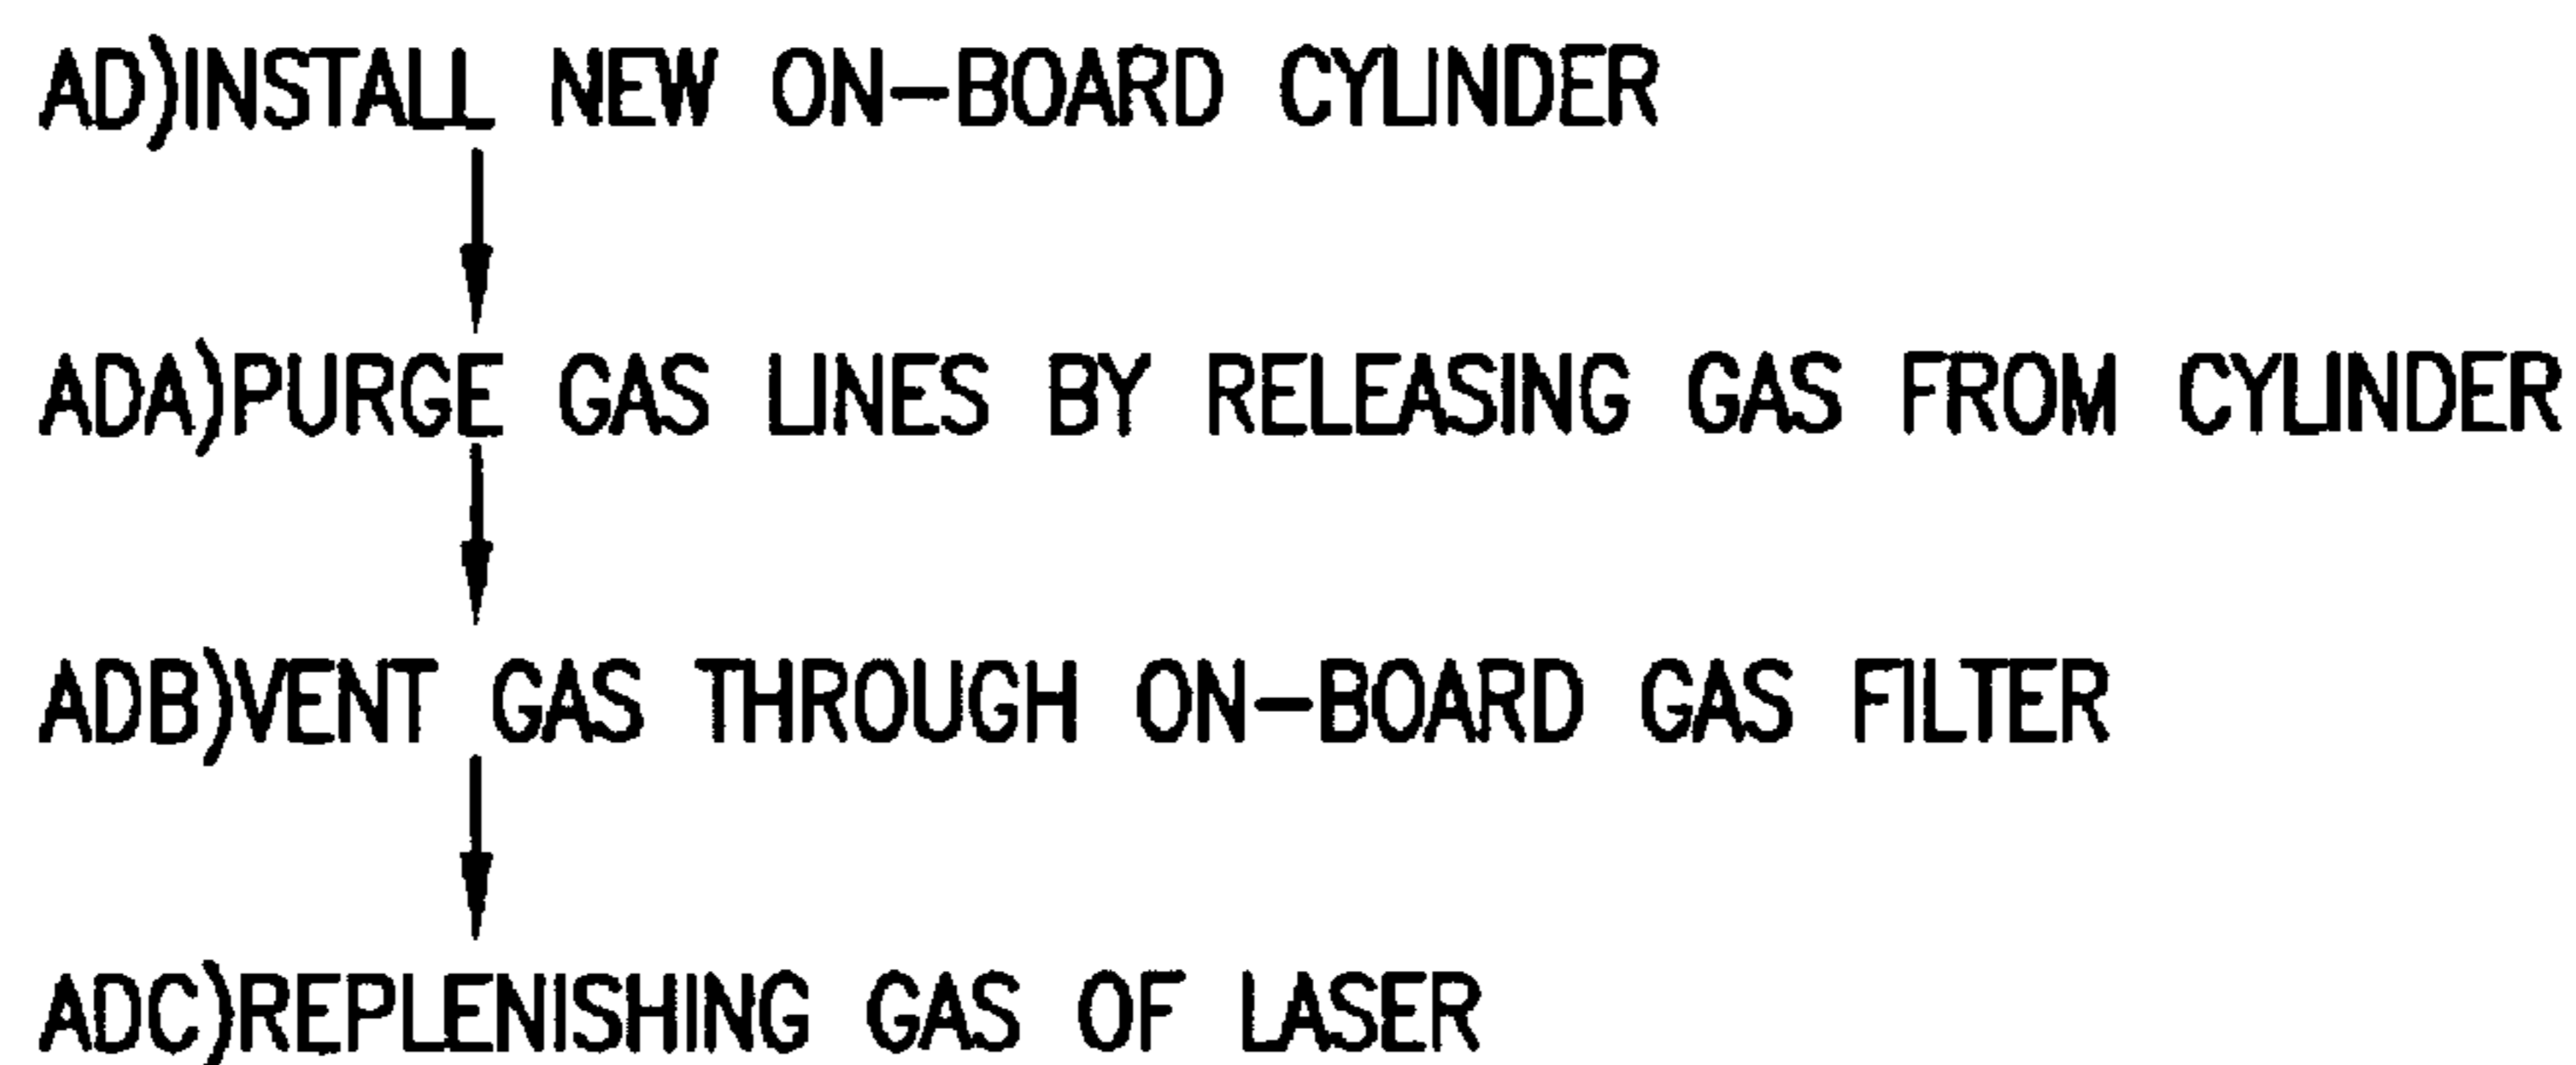 AD)INSTALL NEW ON-BOARD CYLINDER
ADA)PURGE GAS LINES BY RELEASING GAS FROM CYLINDER
ADB)VENT GAS THROUGH ON-BOARD GAS FILTER
ADC)REPLENISHING GAS OF LASER